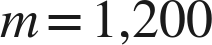 m = 1,200